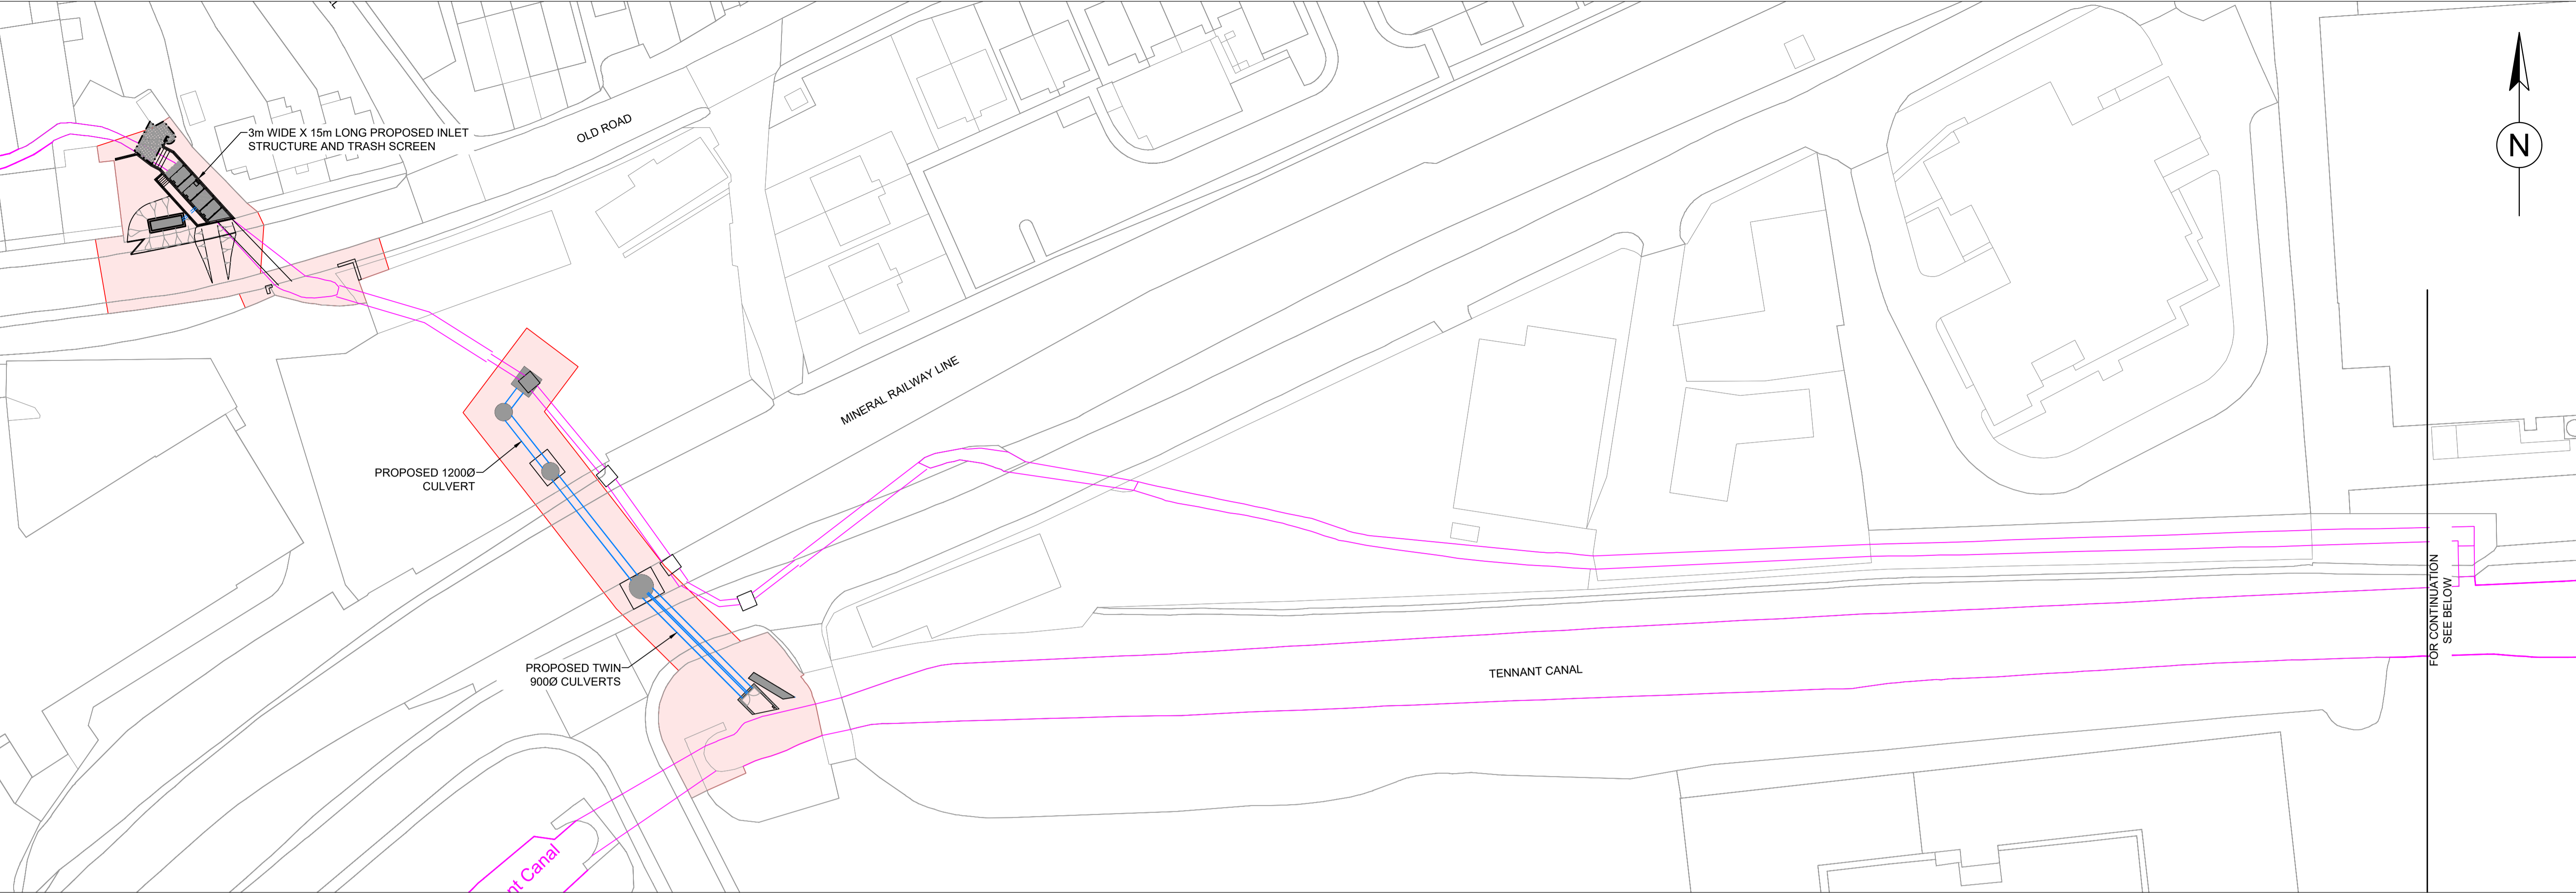 3m WIDE X 15m LONG PROPOSED INLET
STRUCTURE AND TRASH SCREEN
OLD ROAD
N
MINERAL RAILWAY LINE
PROPOSED 1200Ø
CULVERT
PROPOSED TWIN
900Ø CULVERTS
TENNANT CANAL
FOR CONTINUATION
SEE BELOW
nt Canal